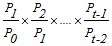 P₁/P₀ × P₂/P₁ × .... × Pₜ₋₁/Pₜ₋₂